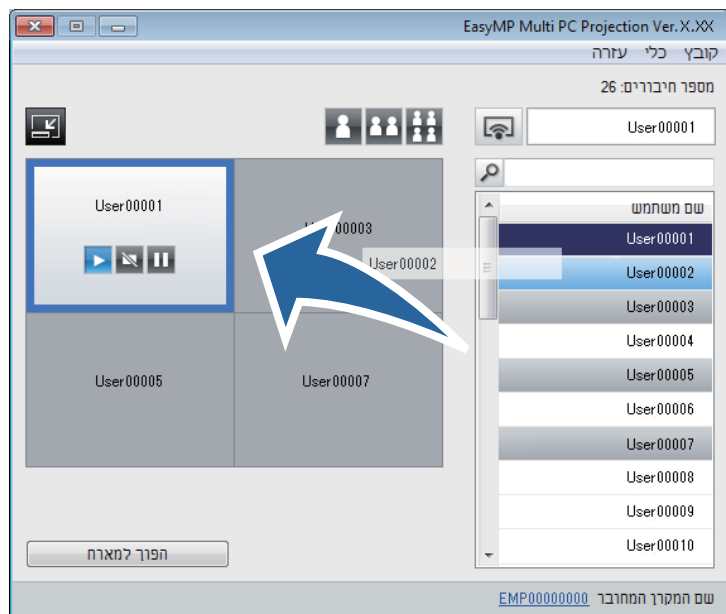 EasyMP Multi PC Projection Ver.X.XX
קובץ כלי עזרה
מספר חיבורים: 26
User00001
שם משתמש
User00001
User00002
User00003
User00004
User00005
User00006
User00007
User00008
User00009
User00010
User00001
User00002
User00005
User00007
הפוך למארח
שם המקרן המחובר EMP00000000